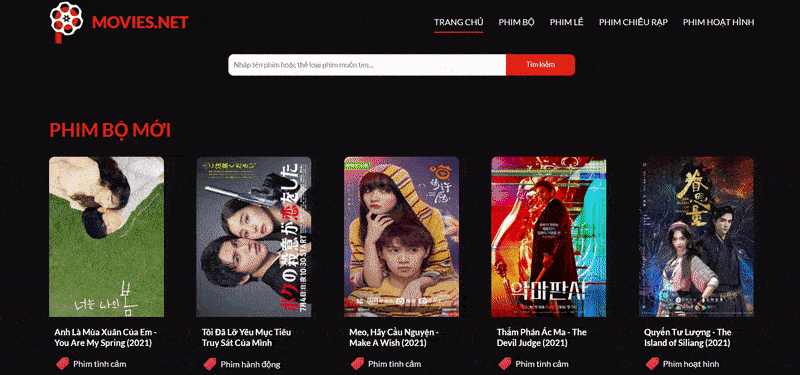 MOVIES.NET
TRANG CHỦ PHIM BỘ PHIM LẺ PHIM CHIẾU RẠP PHIM HOẠT HÌNH
Nhập tên phim hoặc thể loại phim muốn tìm...
Tìm kiếm
PHIM BỘ MỚI
너는 나의 봄
ボクの殺意が恋をした
악마판사
Anh Là Mùa Xuân Của Em -
You Are My Spring (2021)
Phim tình cảm
Tôi Đã Lỡ Yêu Mục Tiêu
Truy Sát Của Mình
Phim hành động
Meo, Hãy Cầu Nguyện -
Make A Wish (2021)
Phim tình cảm
Thẩm Phán Ác Ma - The
Devil Judge (2021)
Phim tình cảm
Quyến Tư Lượng - The
Island of Siliang (2021)
Phim hoạt hình